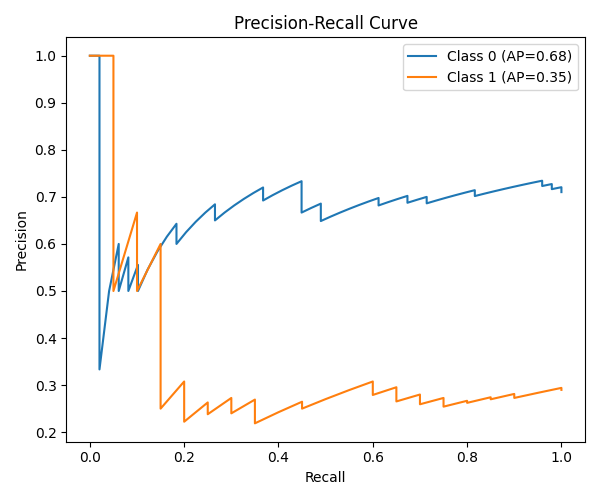 Precision-Recall Curve
Class 0 (AP=0.68)
Class 1 (AP=0.35)
Precision
1.0
0.9
0.8
0.7
0.6
0.5
0.4
0.3
0.2
0.0 0.2 0.4 0.6 0.8 1.0
Recall